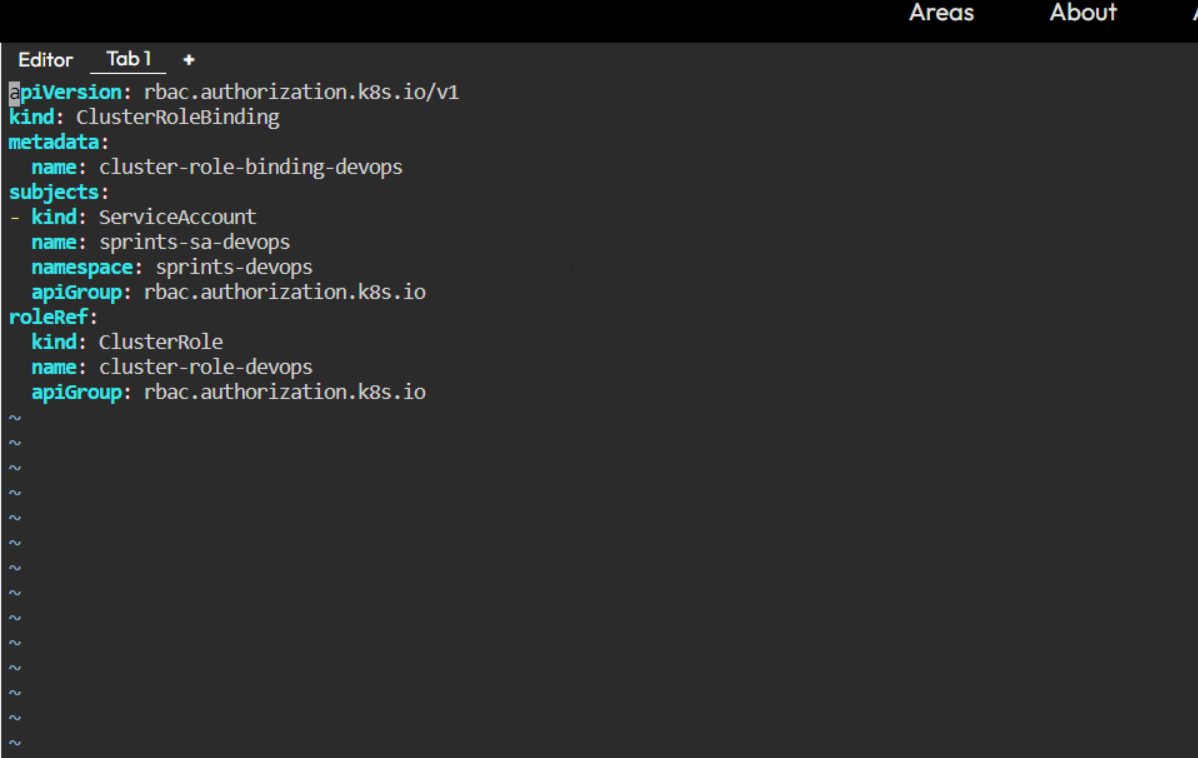 Areas About
Editor Tab 1 +
apiVersion: rbac.authorization.k8s.io/v1
kind: ClusterRoleBinding
metadata:
  name: cluster-role-binding-devops
subjects:
- kind: ServiceAccount
  name: sprints-sa-devops
  namespace: sprints-devops
  apiGroup: rbac.authorization.k8s.io
roleRef:
  kind: ClusterRole
  name: cluster-role-devops
  apiGroup: rbac.authorization.k8s.io
~
~
~
~
~
~
~
~
~
~
~
~
~
~